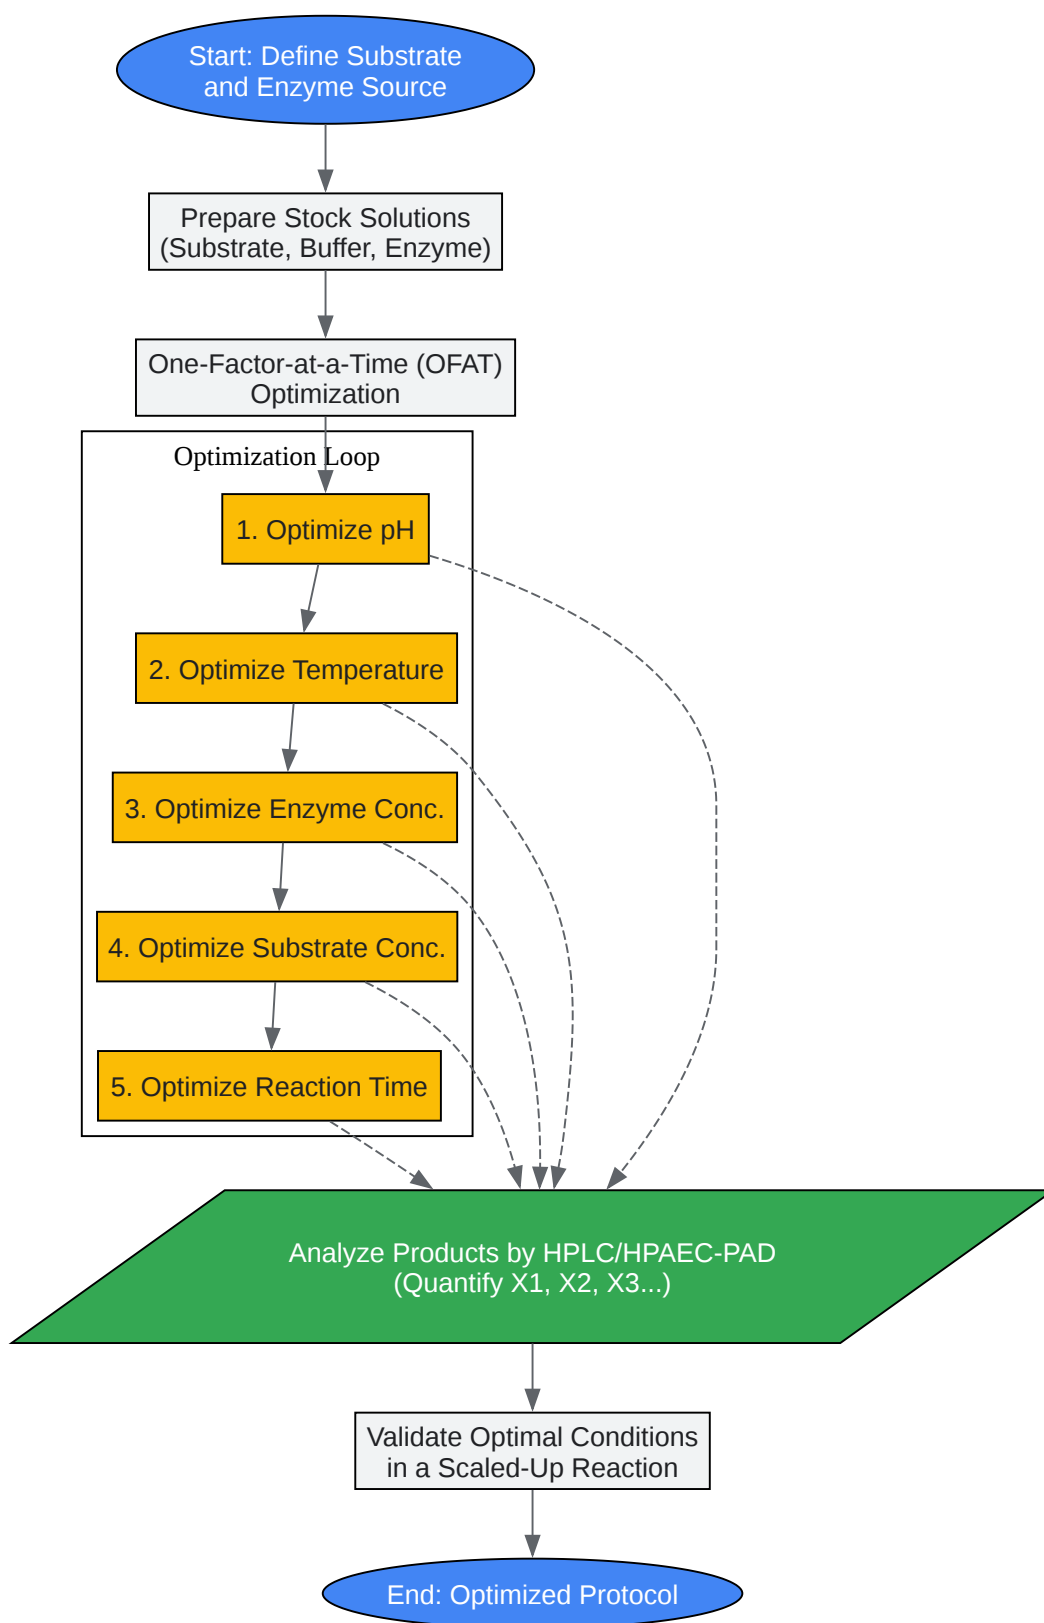 Start: Define Substrate
and Enzyme Source
Prepare Stock Solutions
(Substrate, Buffer, Enzyme)
One-Factor-at-a-Time (OFAT)
Optimization
Optimization Loop
1. Optimize pH
2. Optimize Temperature
3. Optimize Enzyme Conc.
4. Optimize Substrate Conc.
5. Optimize Reaction Time
Analyze Products by HPLC/HPAEC-PAD
(Quantify X1, X2, X3...)
Validate Optimal Conditions
in a Scaled-Up Reaction
End: Optimized Protocol